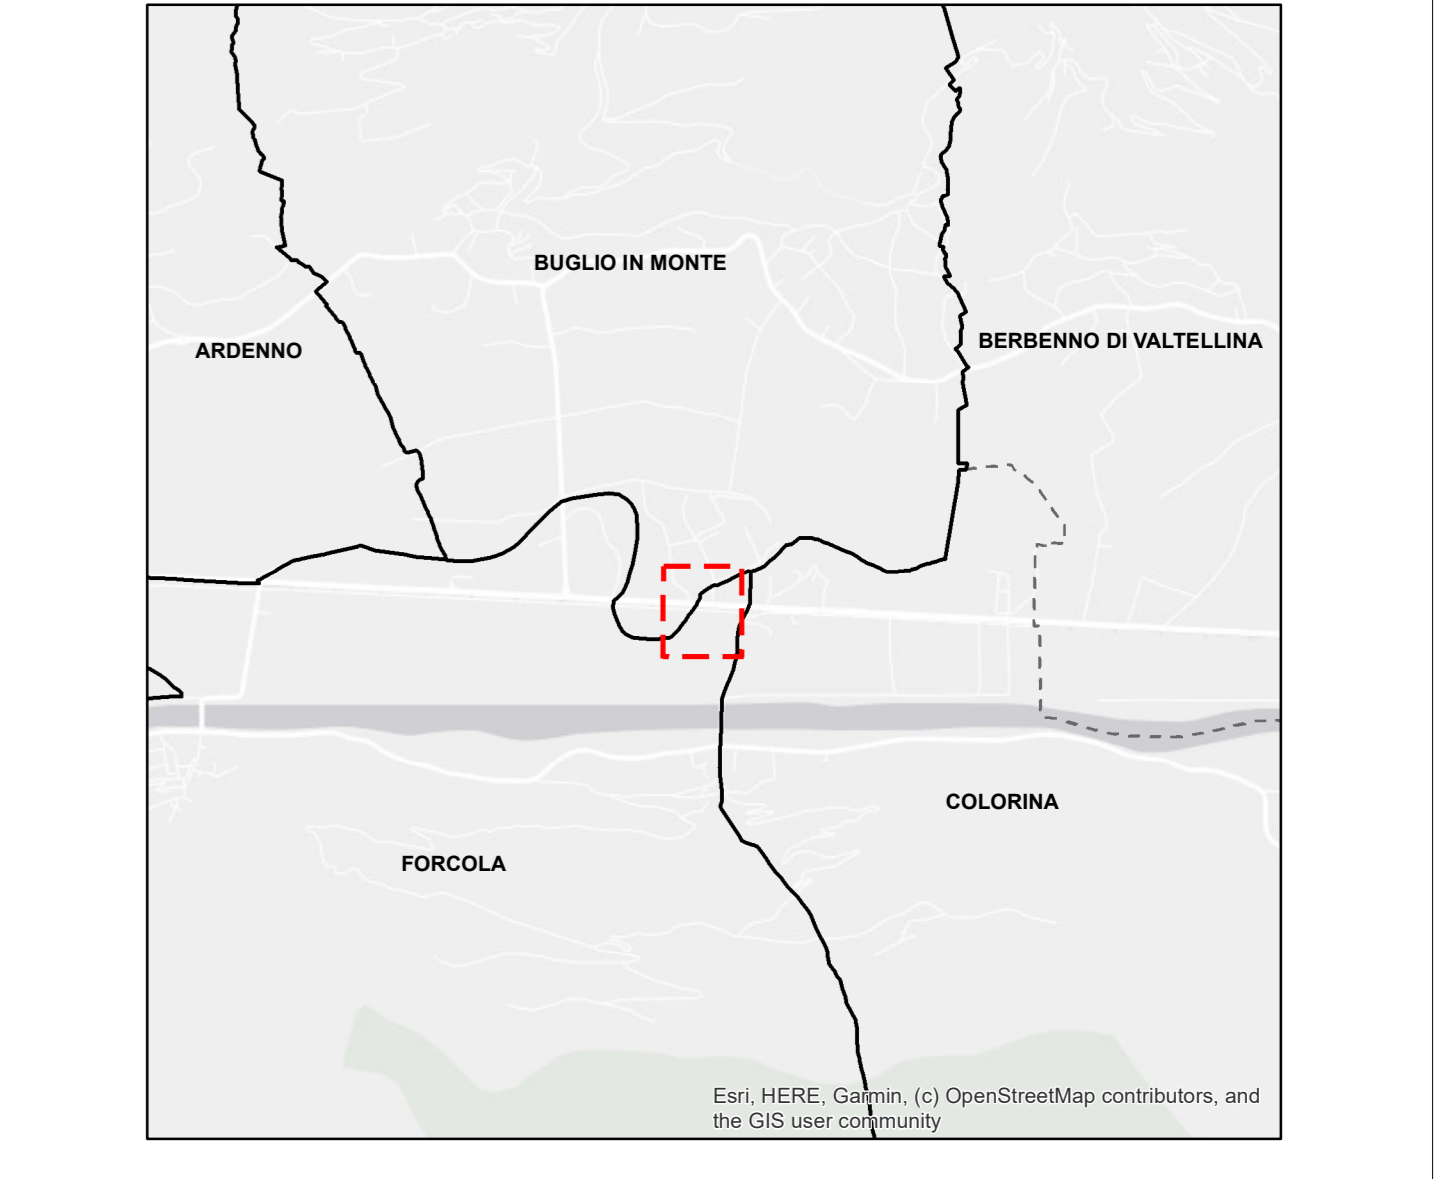 BUGLIO IN MONTE
BERBENNO DI VALTELLINA
ARDENNO
COLORINA
FORCOLA
Esri, HERE, Garmin, (c) OpenStreetMap contributors, and
the GIS user community